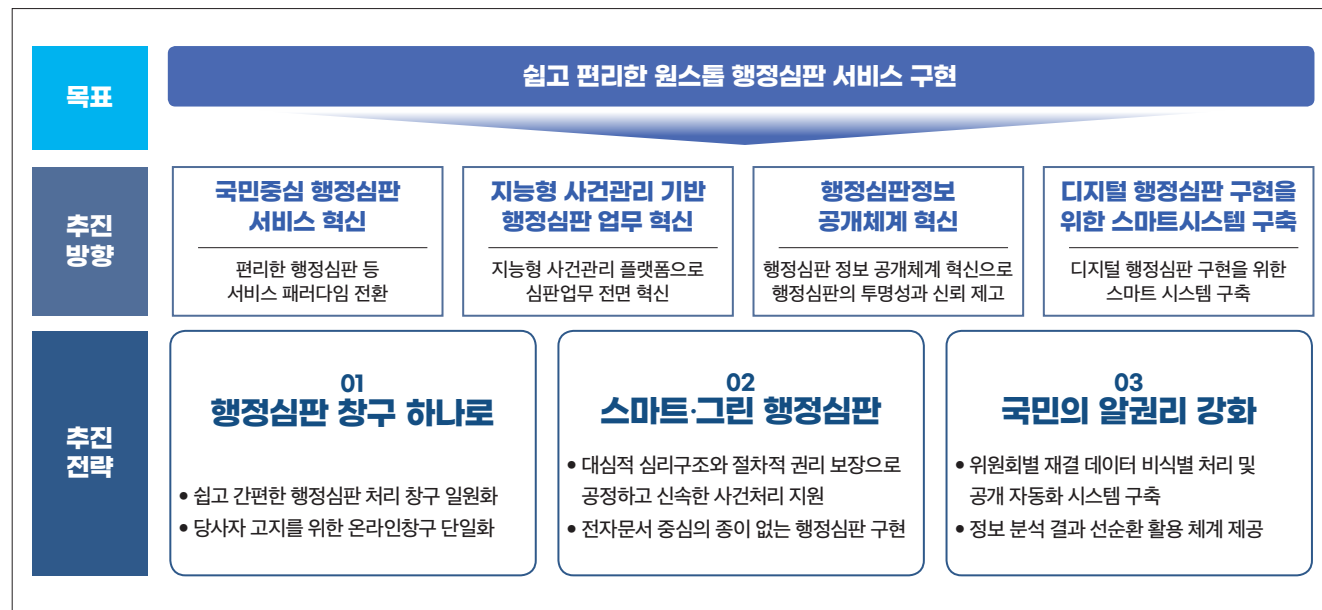 목표
쉽고 편리한 원스톱 행정심판 서비스 구현
추진
방향
국민중심 행정심판
서비스 혁신
편리한 행정심판 등
서비스 패러다임 전환
지능형 사건관리 기반
행정심판 업무 혁신
지능형 사건관리 플랫폼으로
심판업무 전면 혁신
행정심판정보
공개체계 혁신
행정심판 정보 공개체계 혁신으로
행정심판의 투명성과 신뢰 제고
디지털 행정심판 구현을
위한 스마트시스템 구축
디지털 행정심판 구현을 위한
스마트 시스템 구축
추진
전략
01
행정심판 창구 하나로
• 쉽고 간편한 행정심판 처리 창구 일원화
• 당사자 고지를 위한 온라인창구 단일화
02
스마트·그린 행정심판
• 대심적 심리구조와 절차적 권리 보장으로
공정하고 신속한 사건처리 지원
• 전자문서 중심의 종이 없는 행정심판 구현
03
국민의 알권리 강화
• 위원회별 재결 데이터 비식별 처리 및
공개 자동화 시스템 구축
• 정보 분석 결과 선순환 활용 체계 제공